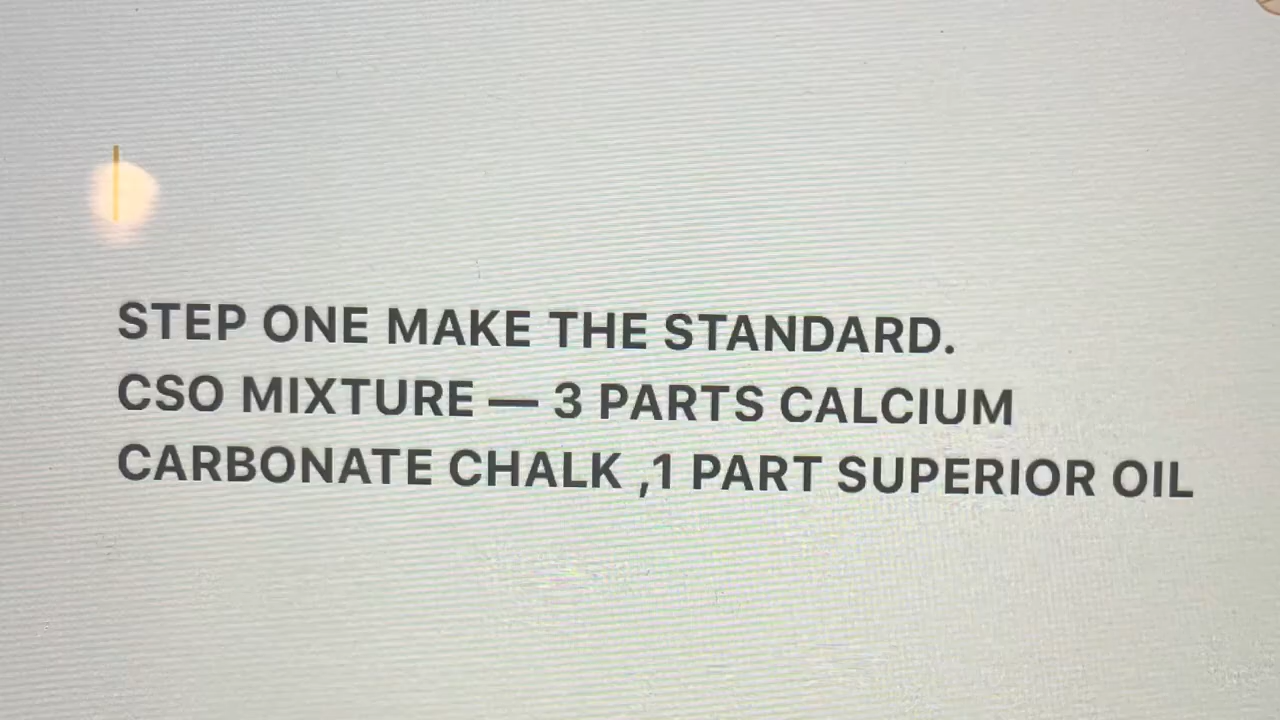 STEP ONE MAKE THE STANDARD.
CSO MIXTURE — 3 PARTS CALCIUM
CARBONATE CHALK ,1 PART SUPERIOR OIL